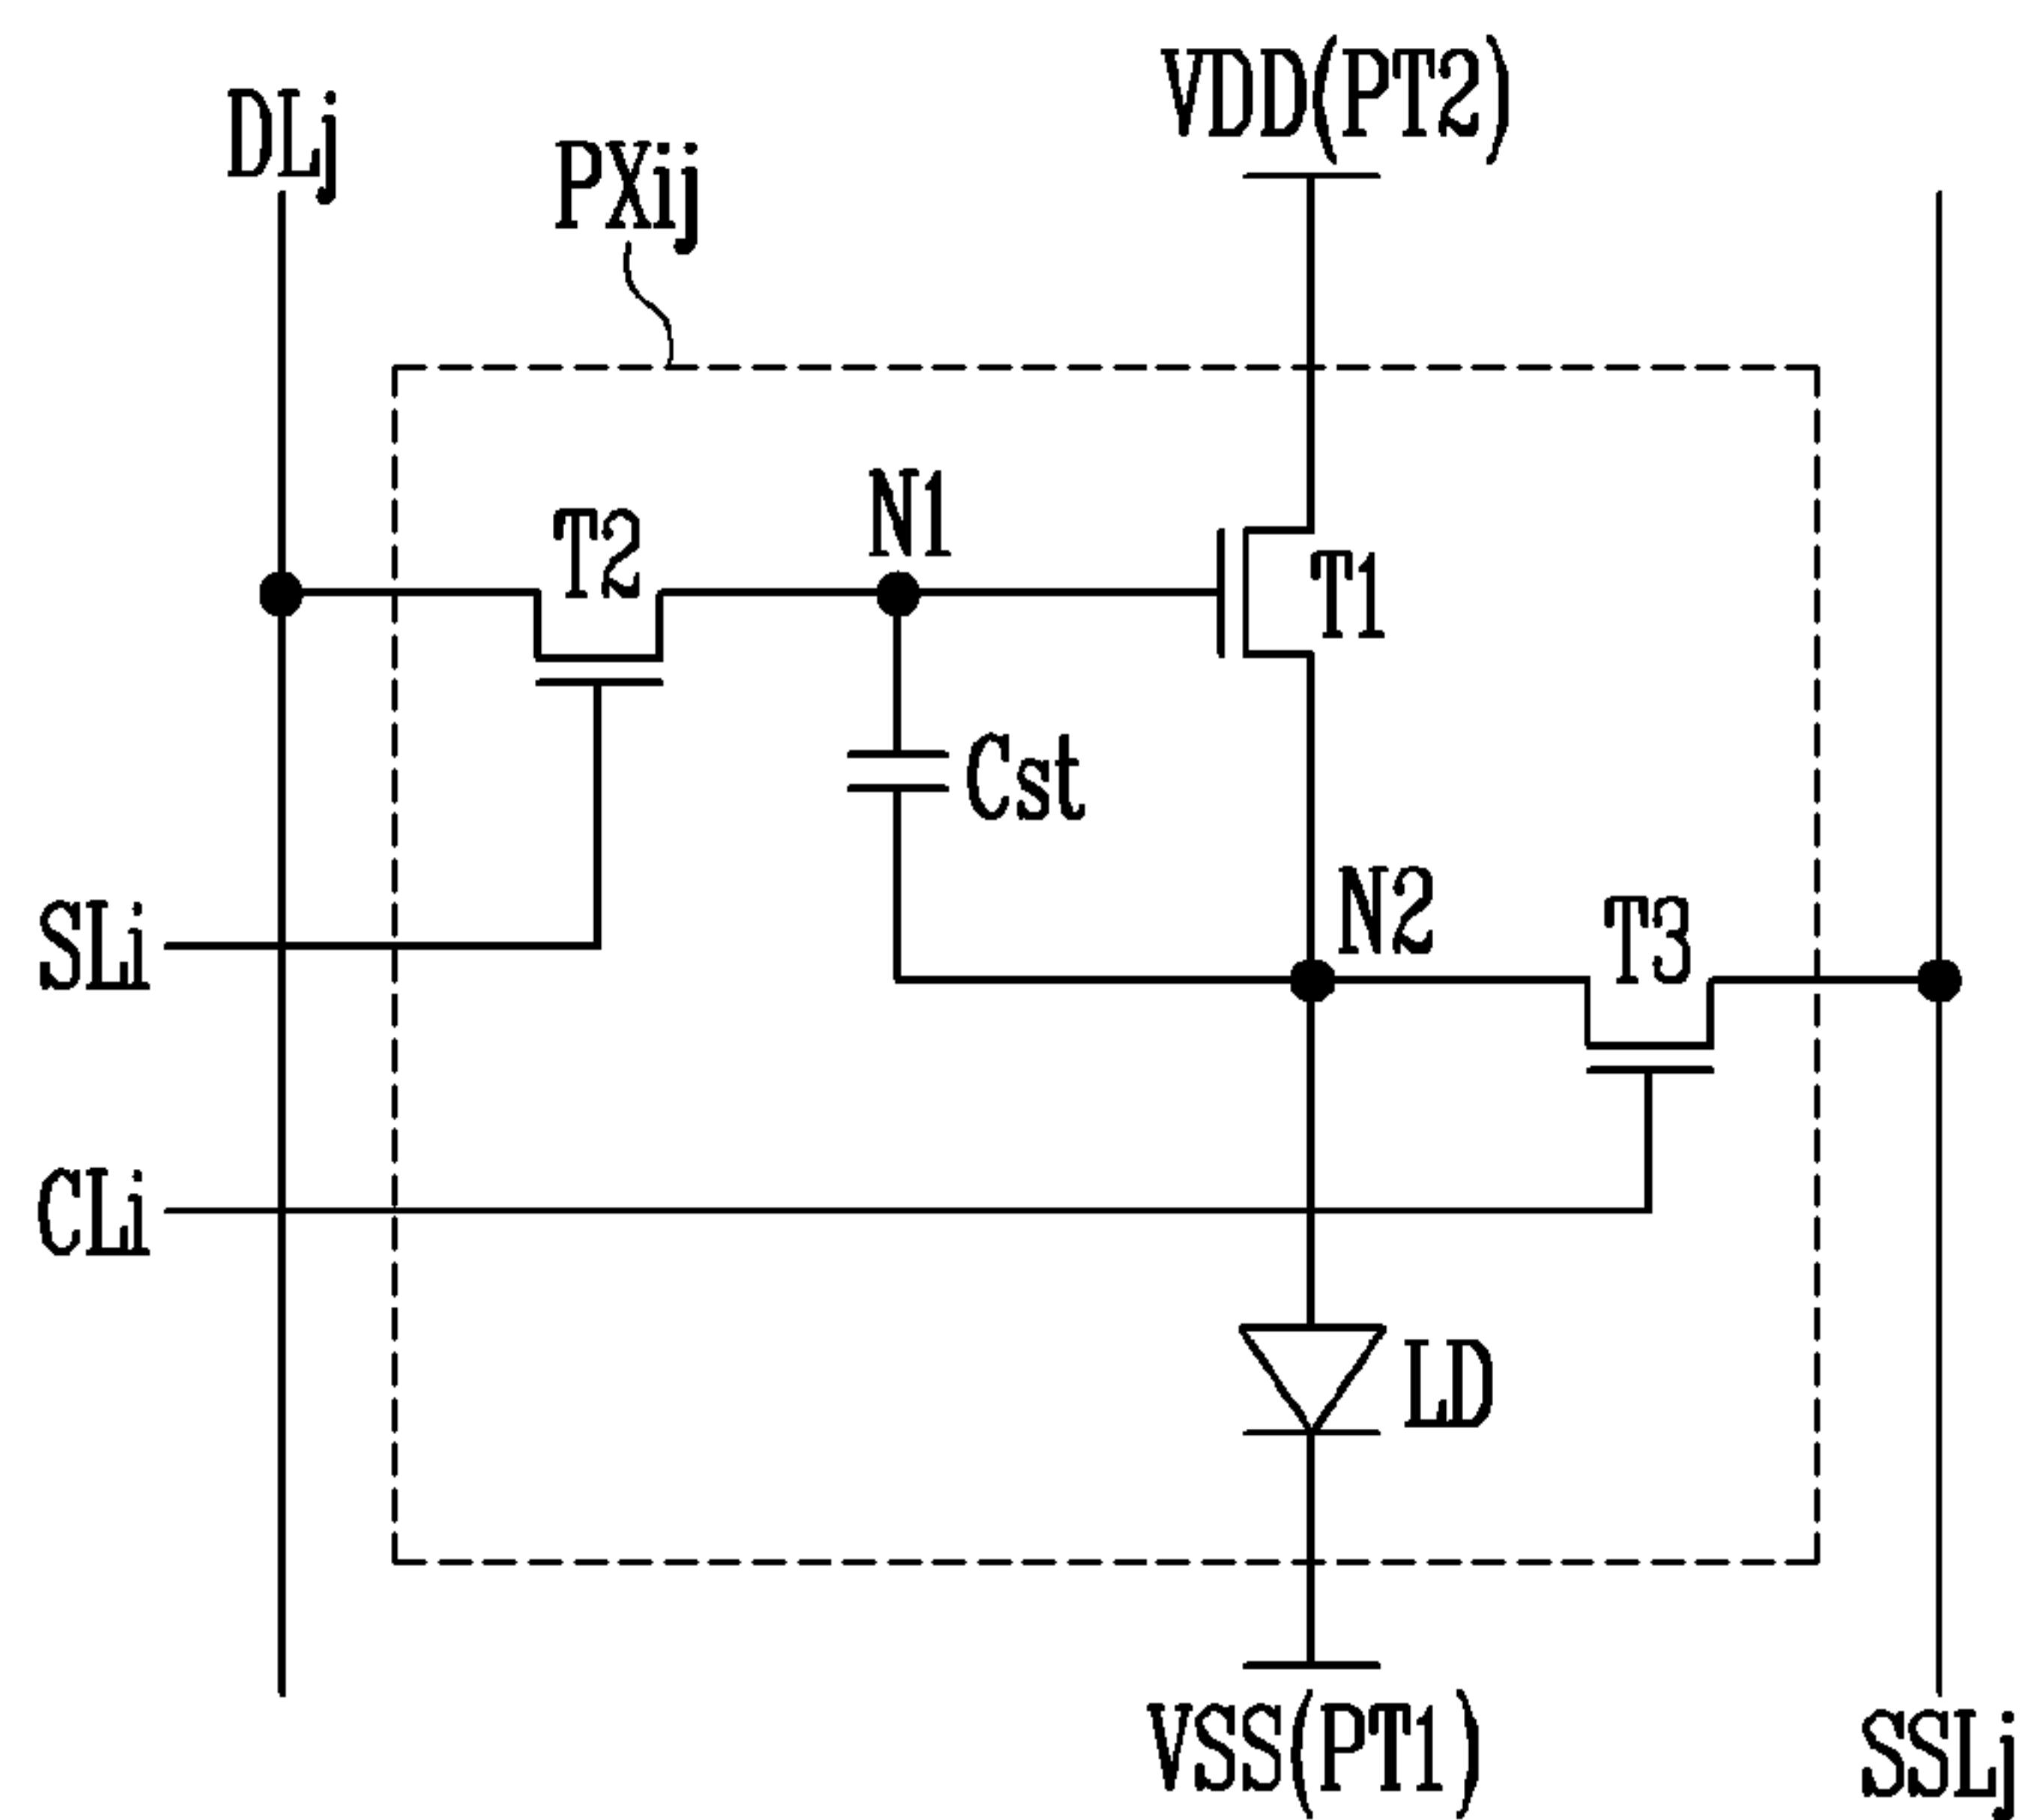 VDD(PT2)
DLj
PXij
N1
T2
T1
Cst
N2
T3
SLi
CLi
LD
VSS(PT1)
SSLj